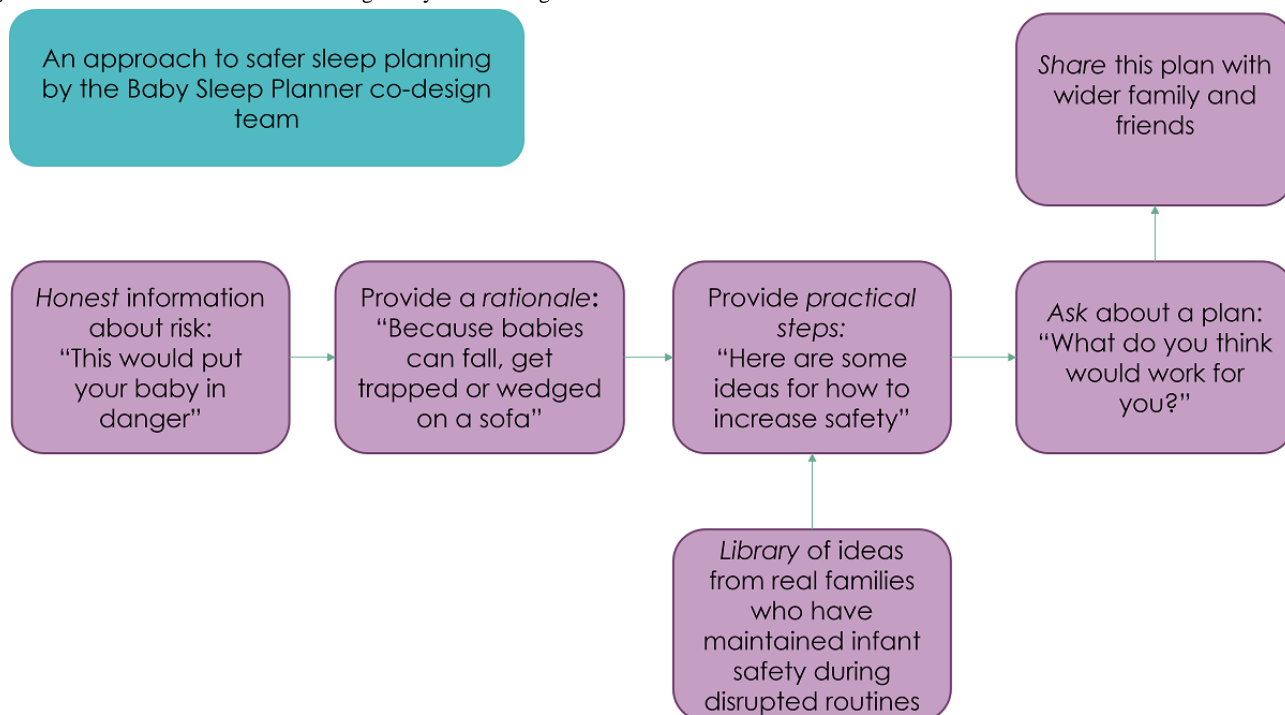 An approach to safer sleep planning
by the Baby Sleep Planner co-design
team
Share this plan with
wider family and
friends
Honest information
about risk:
“This would put
your baby in
danger”
Provide a rationale:
“Because babies
can fall, get
trapped or wedged
on a sofa”
Provide practical
steps:
“Here are some
ideas for how to
increase safety”
Ask about a plan:
“What do you think
would work for
you?”
Library of ideas
from real families
who have
maintained infant
safety during
disrupted routines